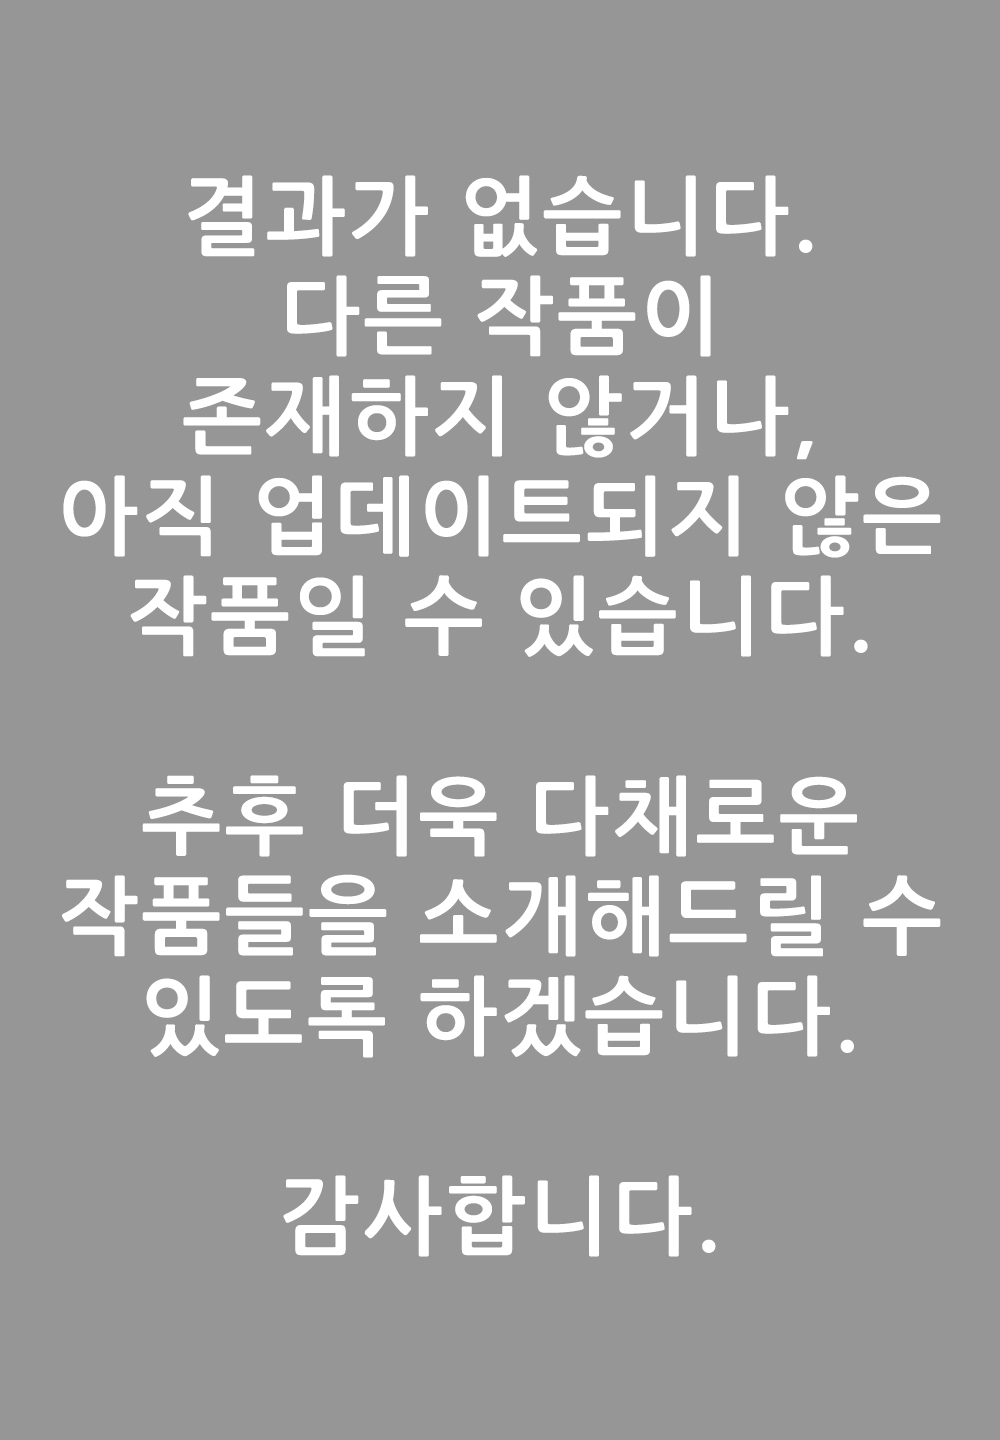 결과가 없습니다.
다른 작품이
존재하지 않거나,
아직 업데이트되지 않은
작품일 수 있습니다.
추후 더욱 다채로운
작품들을 소개해드릴 수
있도록 하겠습니다.
감사합니다.